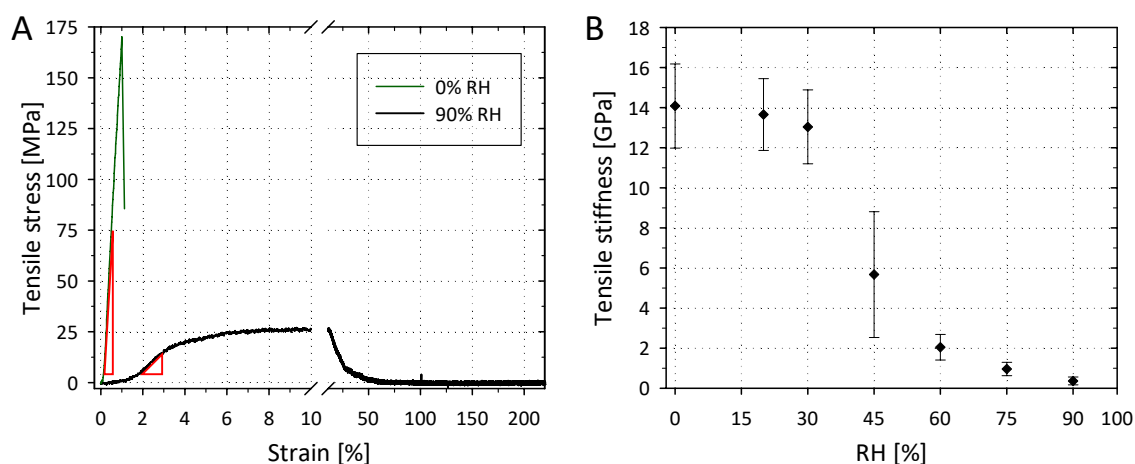 A
Tensile stress [MPa]
175
150
125
100
75
50
25
0
0% RH
90% RH
0 2 4 6 8 10 50 100 150 200
Strain [%]
B
Tensile stiffness [GPa]
18
16
14
12
10
8
6
4
2
0
0 15 30 45 60 75 90 100
RH [%]